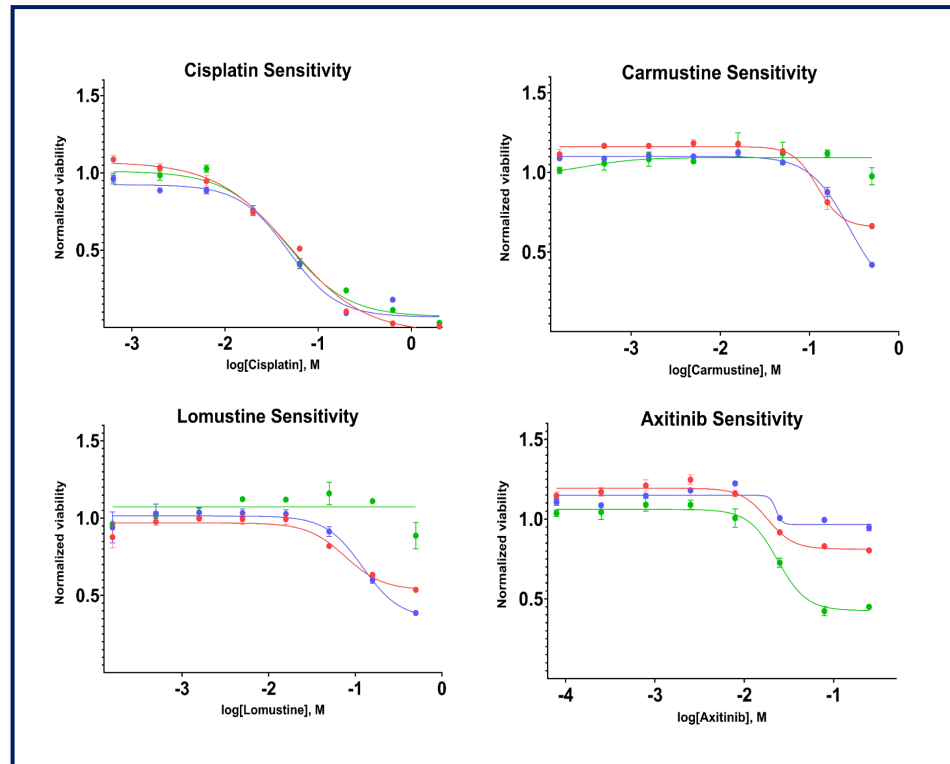 Cisplatin Sensitivity
1.5
1.0
0.5
Normalized viability
-3 -2 -1 0
log[Cisplatin], M
Carmustine Sensitivity
1.5
1.0
0.5
Normalized viability
-3 -2 -1 0
log[Carmustine], M
Lomustine Sensitivity
1.5
1.0
0.5
Normalized viability
-3 -2 -1 0
log[Lomustine], M
Axitinib Sensitivity
1.5
1.0
0.5
Normalized viability
-4 -3 -2 -1
log[Axitinib], M